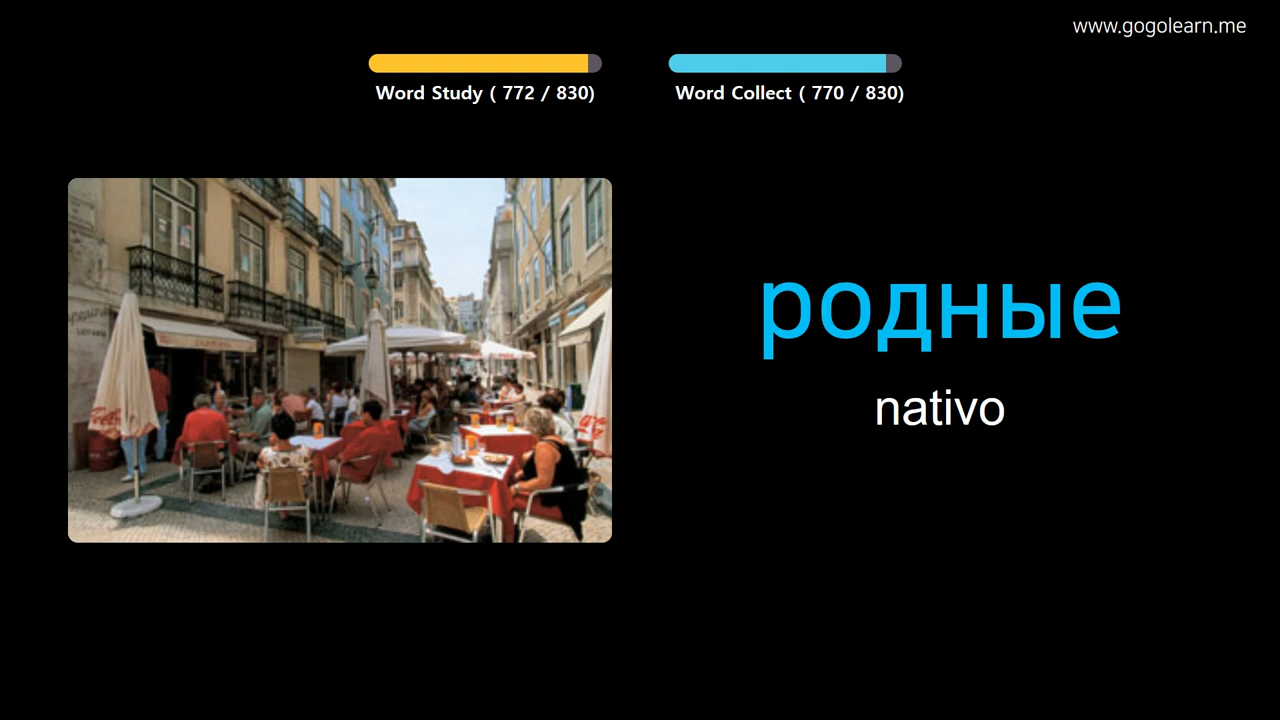 www.gogolearn.me
Word Study ( 772 / 830)
Word Collect ( 770 / 830)
родные
nativo